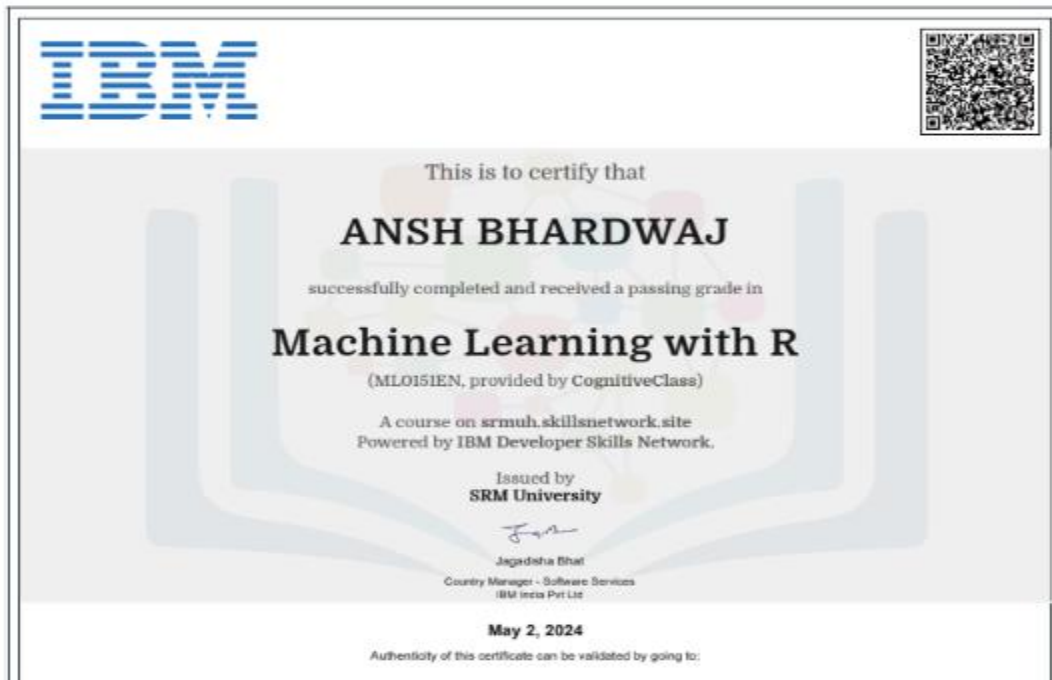 IBM
This is to certify that
ANSH BHARDWAJ
successfully completed and received a passing grade in
Machine Learning with R
(ML0151EN, provided by CognitiveClass)
A course on srmuh.skillsnetwork.site
Powered by IBM Developer Skills Network.
Issued by
SRM University
Jagadisha Bhat
Country Manager - Software Services
IBM India Pvt Ltd
May 2, 2024
Authenticity of this certificate can be validated by going to: